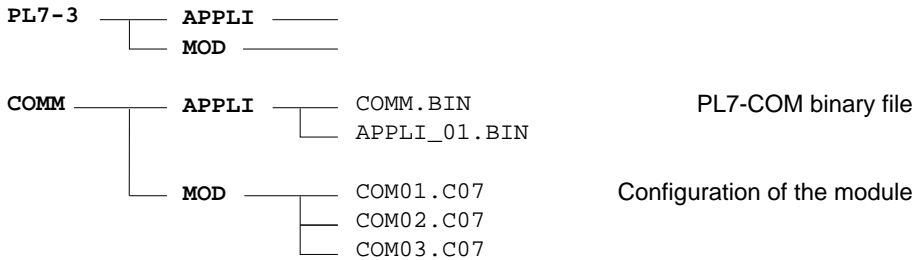 PL7-3 APPLI
MOD
COMM APPLI COMM.BIN PL7-COM binary file
APPLI_01.BIN
MOD COM01.C07 Configuration of the module
COM02.C07
COM03.C07